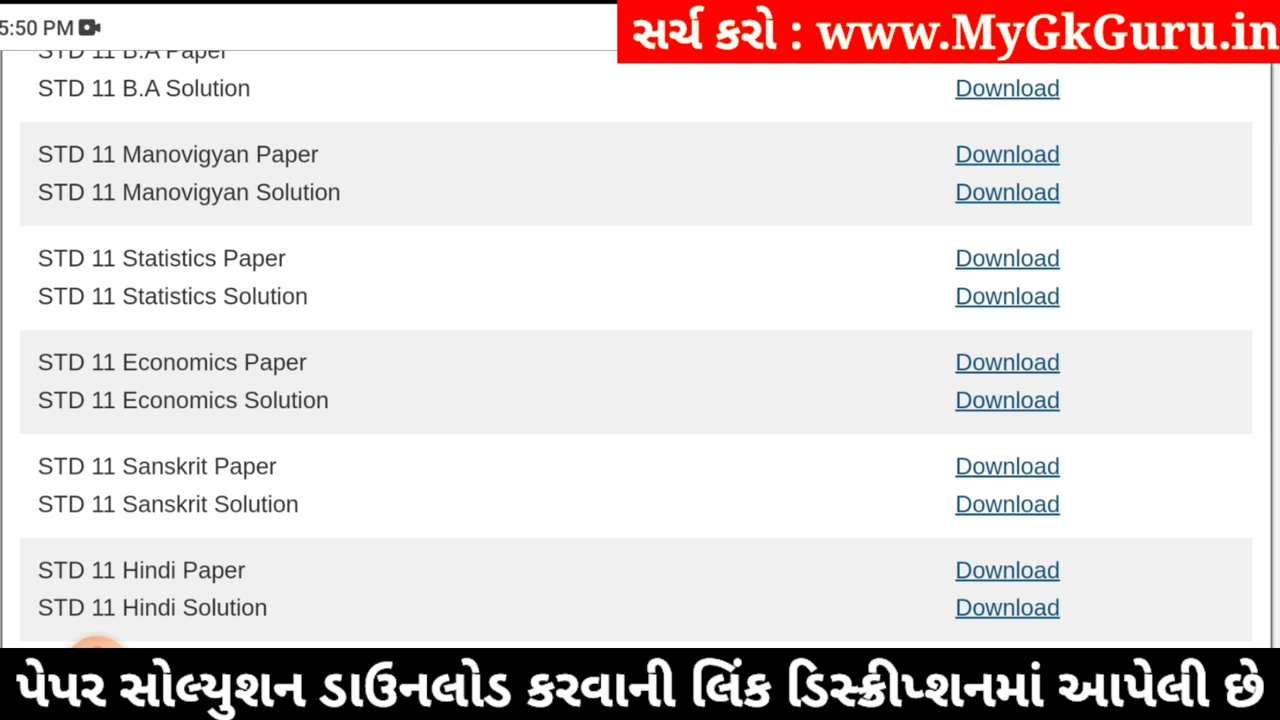 5:50 PM
સર્ચ કરો : www.MyGkGuru.in
STD 11 B.A Paper
STD 11 B.A Solution Download
STD 11 Manovigyan Paper Download
STD 11 Manovigyan Solution Download
STD 11 Statistics Paper Download
STD 11 Statistics Solution Download
STD 11 Economics Paper Download
STD 11 Economics Solution Download
STD 11 Sanskrit Paper Download
STD 11 Sanskrit Solution Download
STD 11 Hindi Paper Download
STD 11 Hindi Solution Download
પેપર સોલ્યુશન ડાઉનલોડ કરવાની લિંક ડિસ્ક્રીપ્શનમાં આપેલી છે